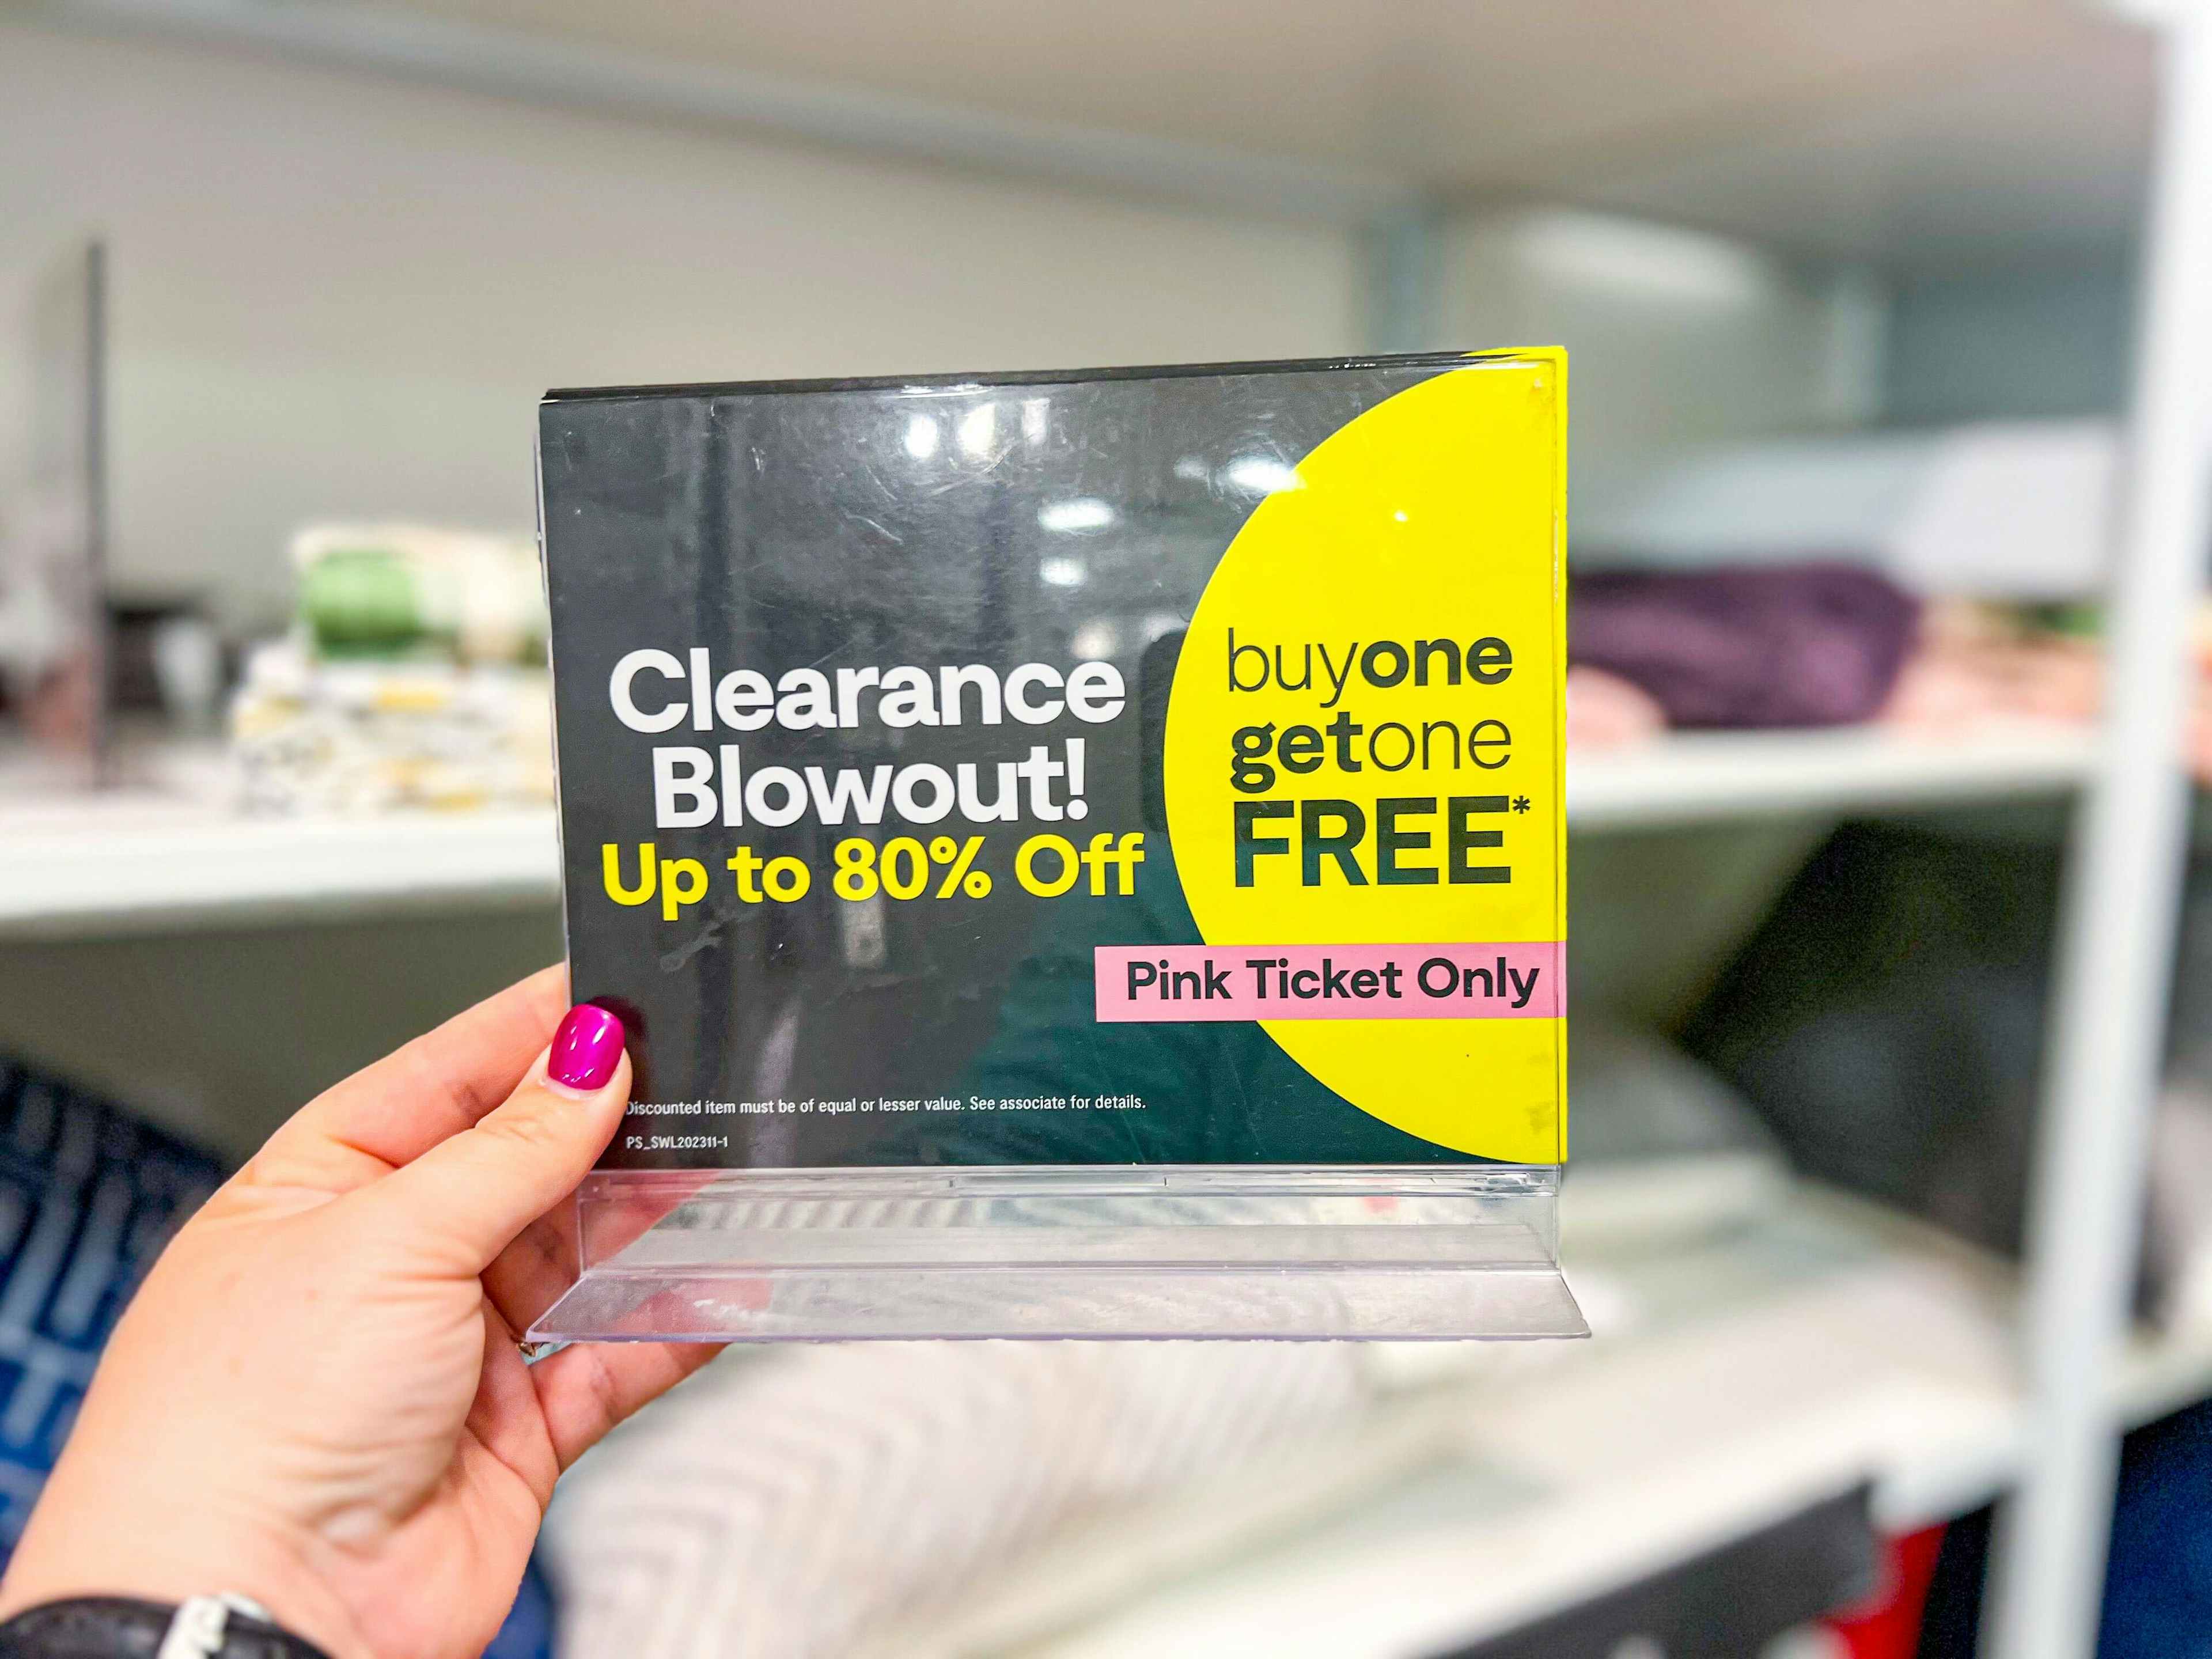 Clearance
Blowout!
Up to 80% Off
buyone
getone
FREE*
Pink Ticket Only
Discounted item must be of equal or lesser value. See associate for details.
PS_SWL202311-1